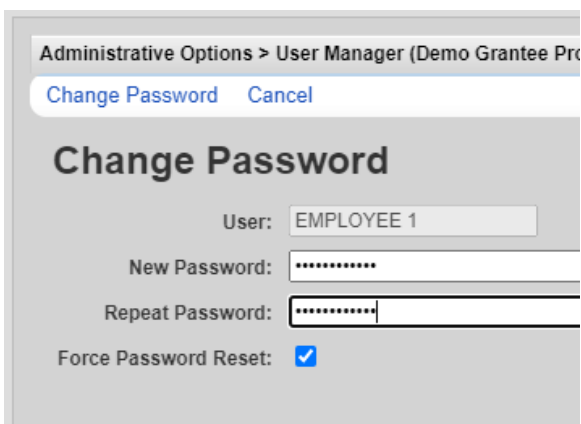 Administrative Options > User Manager (Demo Grantee Pro
Change Password Cancel
Change Password
User: EMPLOYEE 1
New Password: ••••••••••••
Repeat Password: ••••••••••••
Force Password Reset: